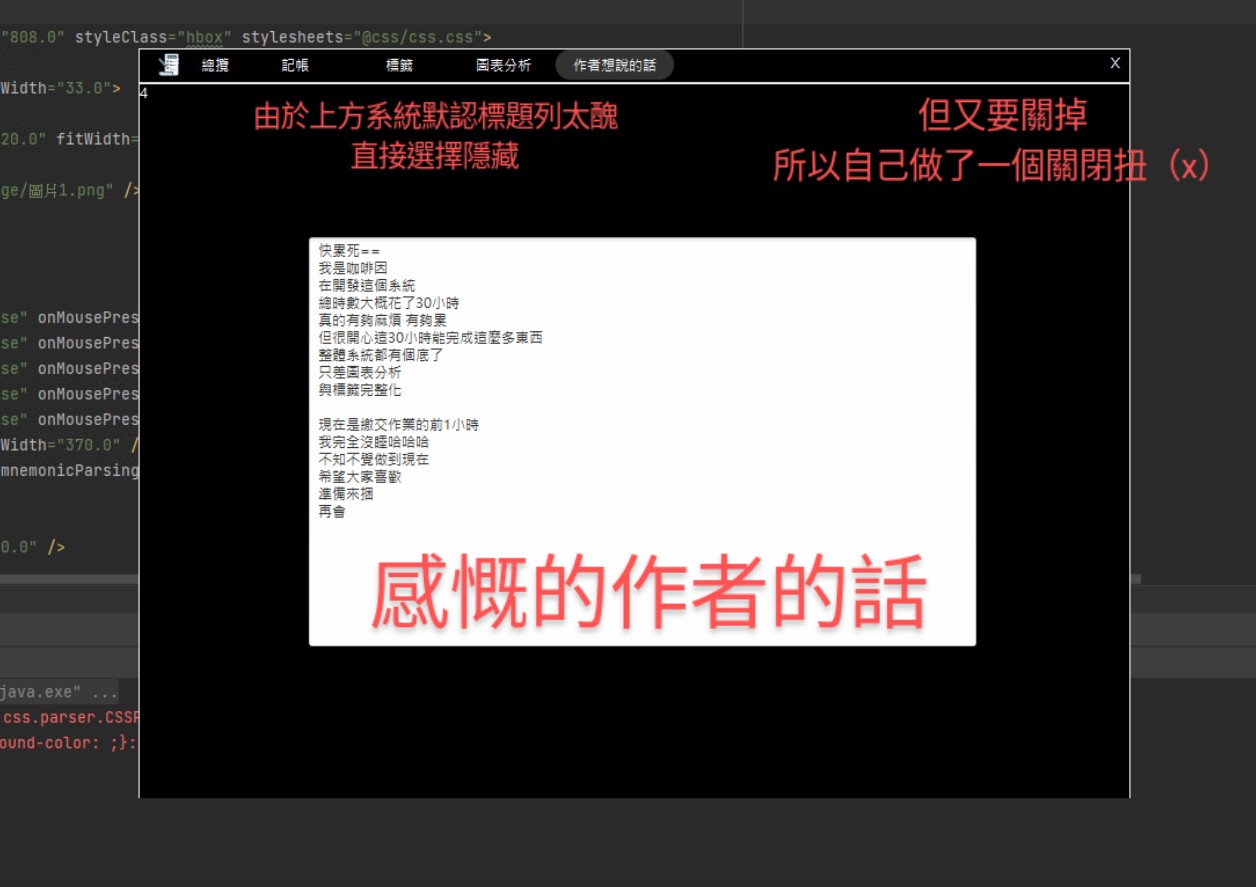 "808.0" styleClass="hbox" stylesheets="@css/css.css">
Width="33.0">
總攬 記帳 標籤 圖表分析 作者想說的話 X
4
由於上方系統默認標題列太醜
直接選擇隱藏
但又要關掉
所以自己做了一個關閉扭（x）
20.0" fitWidth=
ge/圖片1.png" />
快累死==
我是咖啡因
在開發這個系統
總時數大概花了30小時
真的有夠麻煩 有夠累
但很開心這30小時能完成這麼多東西
整體系統都有個底了
只差圖表分析
與標籤完整化
現在是繳交作業的前1小時
我完全沒睡哈哈哈
不知不覺做到現在
希望大家喜歡
準備來捆
再會
感慨的作者的話
se" onMousePres
se" onMousePres
se" onMousePres
se" onMousePres
se" onMousePres
Width="370.0" /
mnemonicParsing
0.0" />
java.exe" ...
css.parser.CSSP
ound-color: ;}: